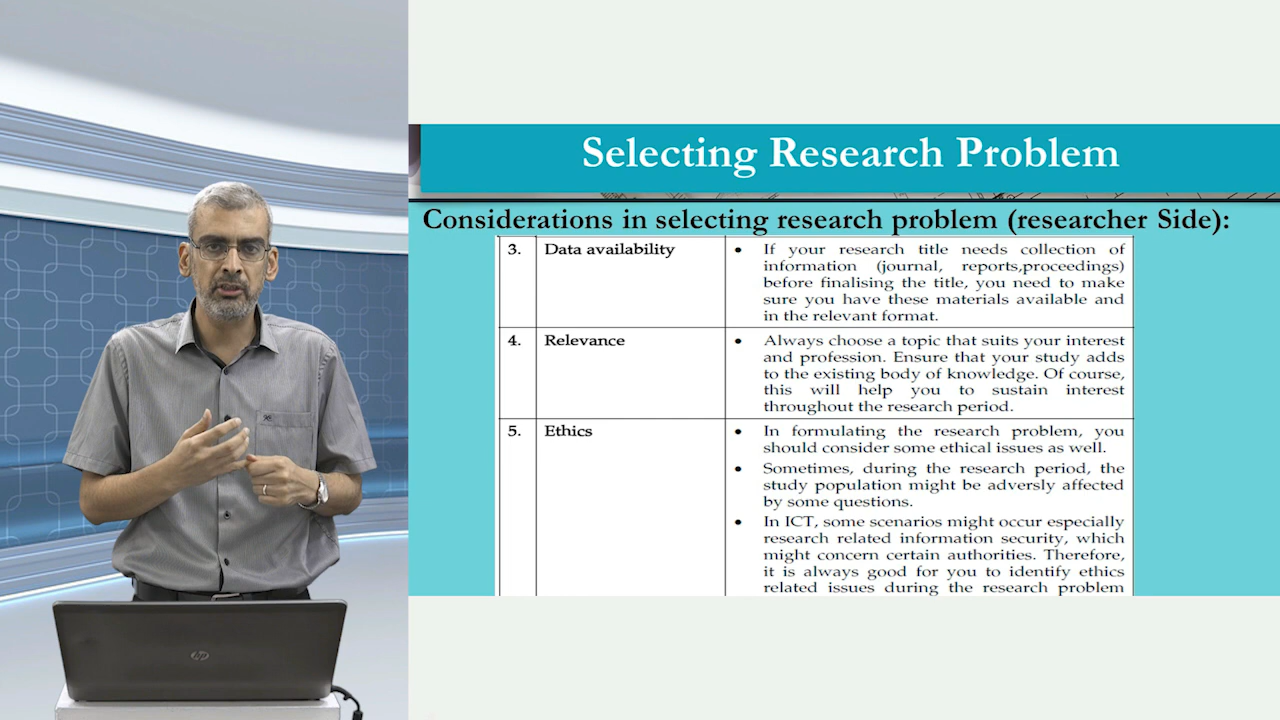 Selecting Research Problem
Considerations in selecting research problem (researcher Side):
3. Data availability
• If your research title needs collection of
information (journal, reports,proceedings)
before finalising the title, you need to make
sure you have these materials available and
in the relevant format.
4. Relevance
• Always choose a topic that suits your interest
and profession. Ensure that your study adds
to the existing body of knowledge. Of course,
this will help you to sustain interest
throughout the research period.
5. Ethics
• In formulating the research problem, you
should consider some ethical issues as well.
• Sometimes, during the research period, the
study population might be adversly affected
by some questions.
• In ICT, some scenarios might occur especially
research related information security, which
might concern certain authorities. Therefore,
it is always good for you to identify ethics
related issues during the research problem
hp